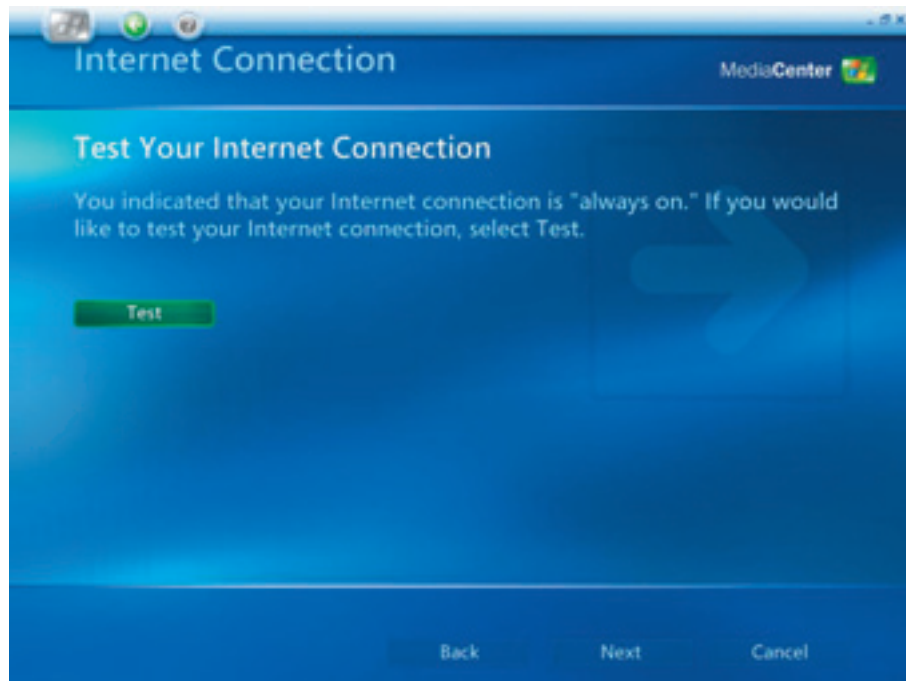 Internet Connection
MediaCenter
Test Your Internet Connection
You indicated that your Internet connection is "always on." If you would
like to test your Internet connection, select Test.
Test
Back Next Cancel